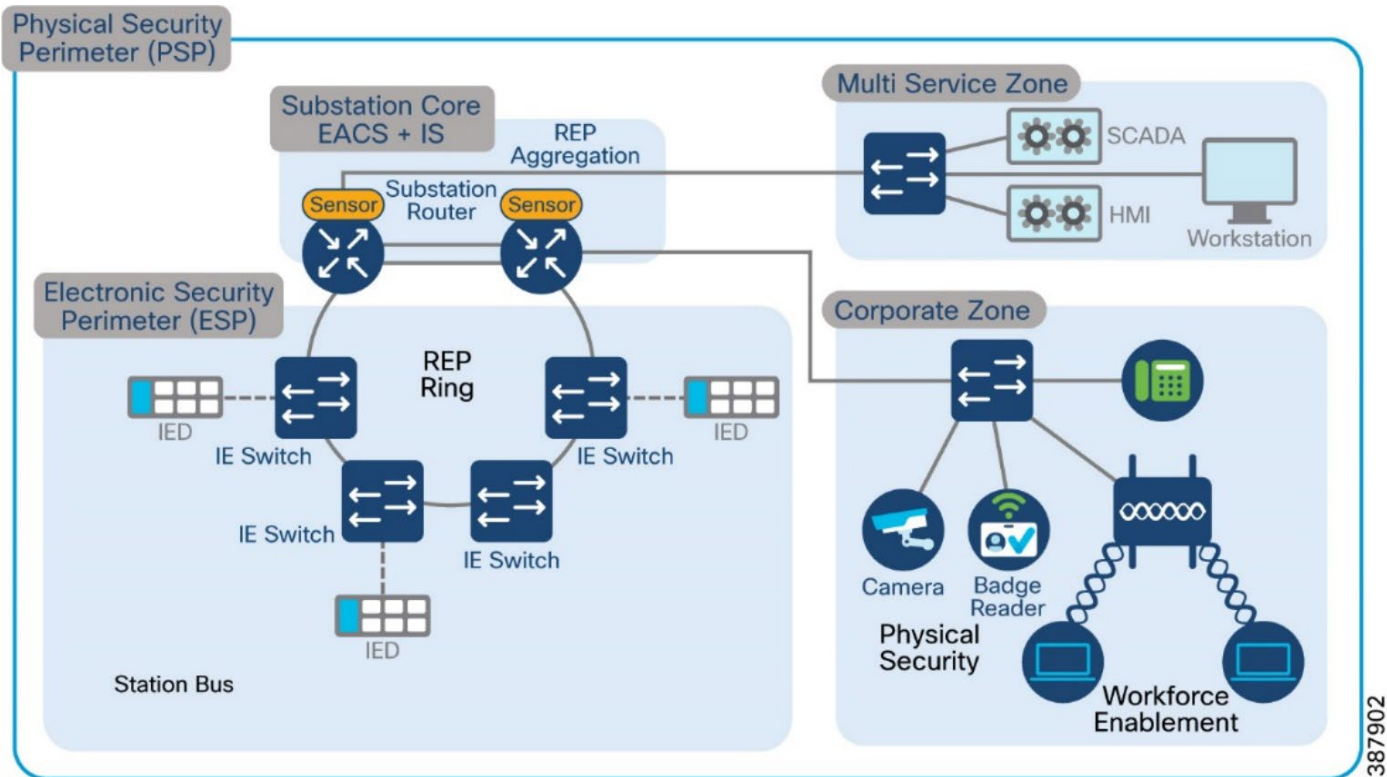 Physical Security
Perimeter (PSP)
Substation Core
EACS + IS
REP
Aggregation
Sensor
Substation
Router
Sensor
Multi Service Zone
SCADA
HMI
Workstation
Electronic Security
Perimeter (ESP)
REP
Ring
IED
IE Switch
IED
IE Switch
IE Switch
IE Switch
IED
Station Bus
Corporate Zone
Camera
Badge
Reader
Physical
Security
Workforce
Enablement
387902